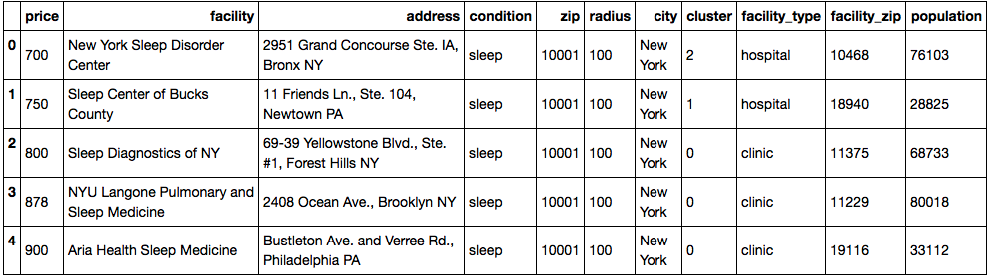 price facility address condition zip radius city cluster facility_type facility_zip population
0 700 New York Sleep Disorder Center 2951 Grand Concourse Ste. IA, Bronx NY sleep 10001 100 New York 2 hospital 10468 76103
1 750 Sleep Center of Bucks County 11 Friends Ln., Ste. 104, Newtown PA sleep 10001 100 New York 1 hospital 18940 28825
2 800 Sleep Diagnostics of NY 69-39 Yellowstone Blvd., Ste. #1, Forest Hills NY sleep 10001 100 New York 0 clinic 11375 68733
3 878 NYU Langone Pulmonary and Sleep Medicine 2408 Ocean Ave., Brooklyn NY sleep 10001 100 New York 0 clinic 11229 80018
4 900 Aria Health Sleep Medicine Bustleton Ave. and Verree Rd., Philadelphia PA sleep 10001 100 New York 0 clinic 19116 33112